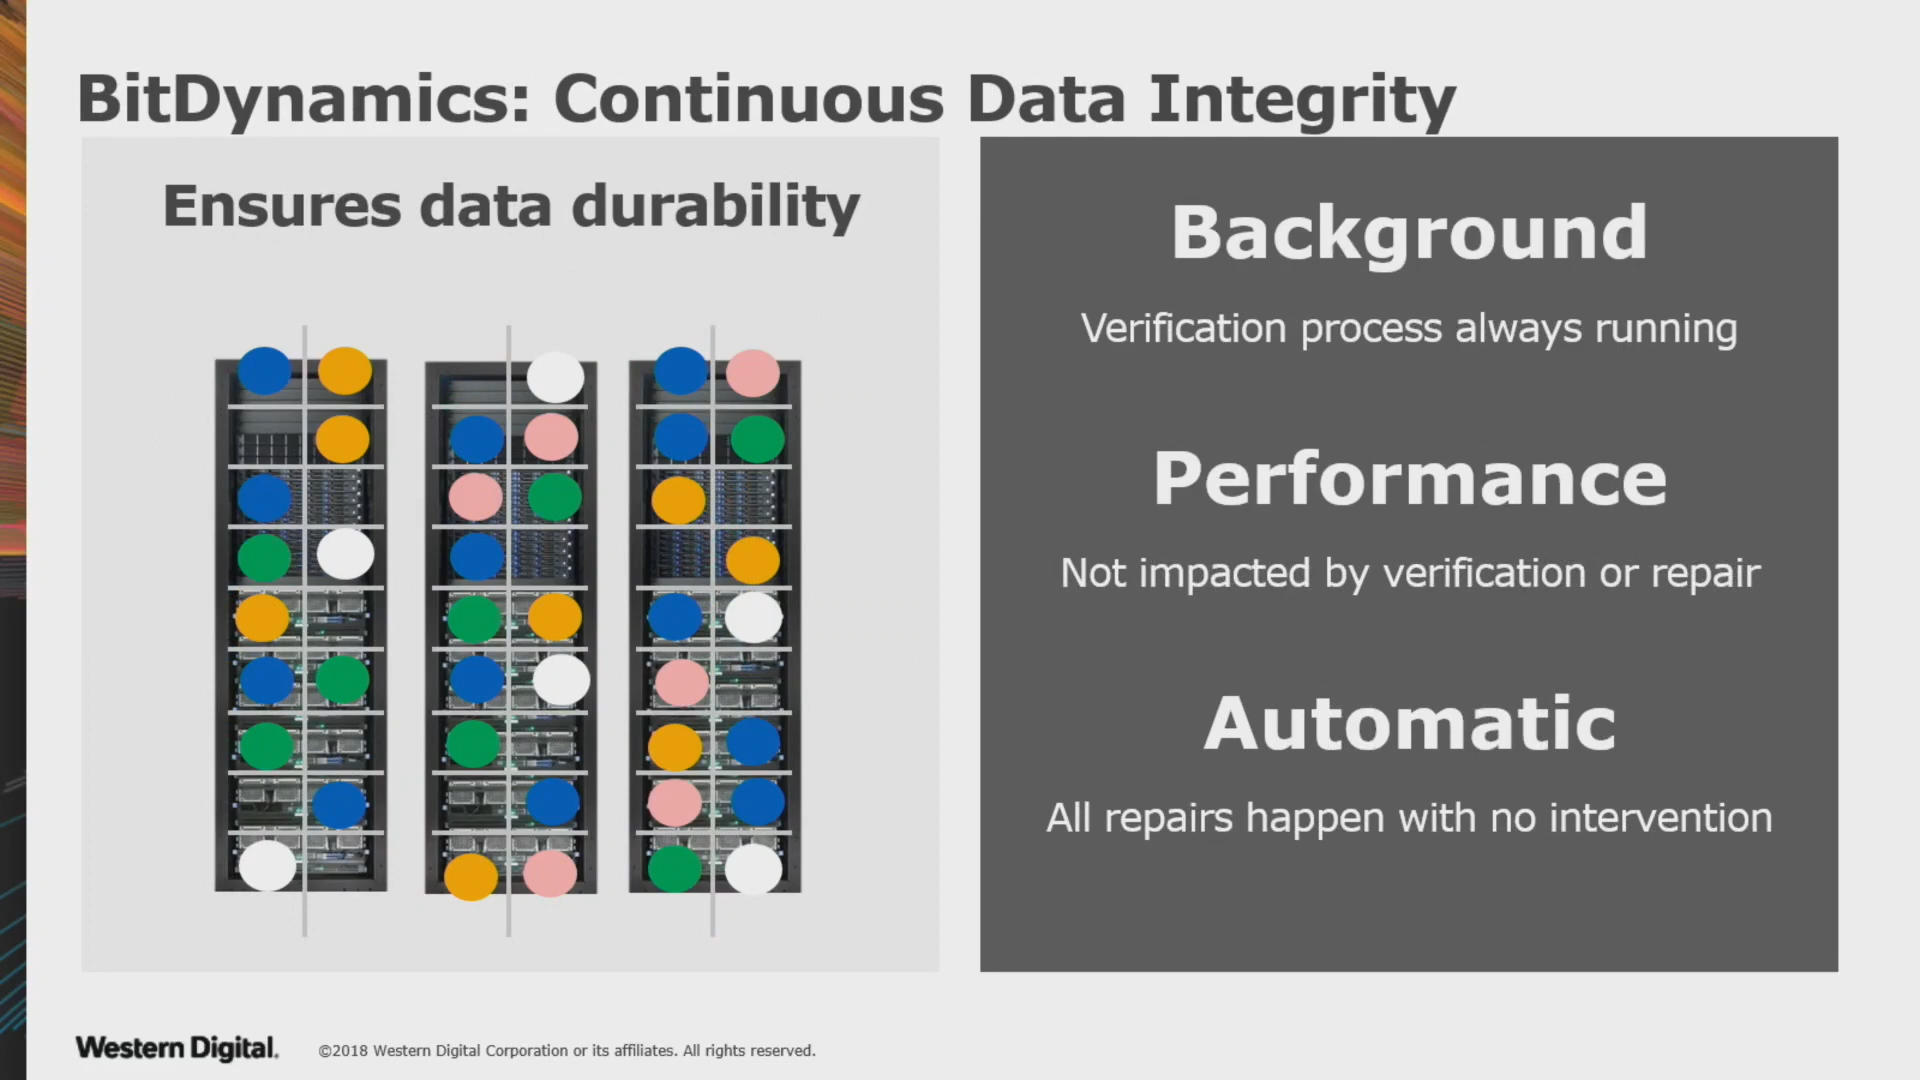 BitDynamics: Continuous Data Integrity
Ensures data durability
Background
Verification process always running
Performance
Not impacted by verification or repair
Automatic
All repairs happen with no intervention
Western Digital.
©2018 Western Digital Corporation or its affiliates. All rights reserved.